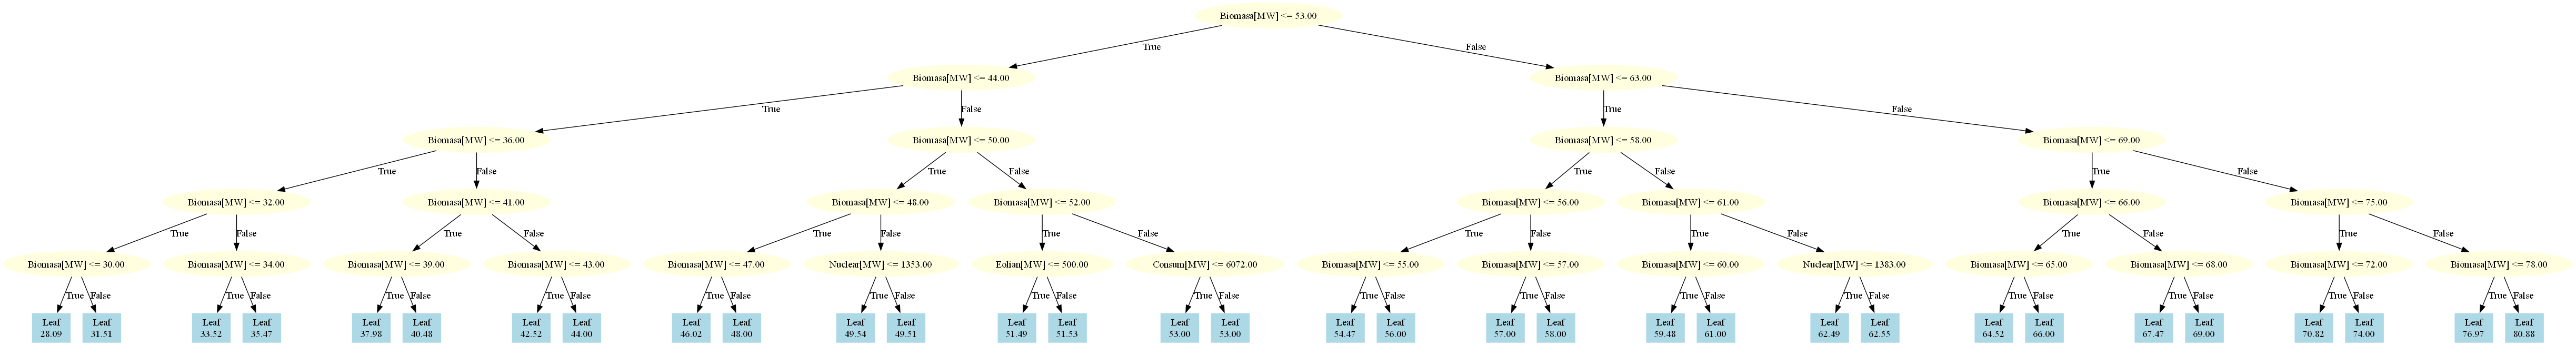 Biomasa[MW] <= 53.00
True
False
Biomasa[MW] <= 44.00
Biomasa[MW] <= 63.00
True
False
True
False
Biomasa[MW] <= 36.00
Biomasa[MW] <= 50.00
Biomasa[MW] <= 58.00
Biomasa[MW] <= 69.00
True
False
True
False
True
False
True
False
Biomasa[MW] <= 32.00
Biomasa[MW] <= 41.00
Biomasa[MW] <= 48.00
Biomasa[MW] <= 52.00
Biomasa[MW] <= 56.00
Biomasa[MW] <= 61.00
Biomasa[MW] <= 66.00
Biomasa[MW] <= 75.00
True
False
True
False
True
False
True
False
True
False
True
False
True
False
True
False
Biomasa[MW] <= 30.00
Biomasa[MW] <= 34.00
Biomasa[MW] <= 39.00
Biomasa[MW] <= 43.00
Biomasa[MW] <= 47.00
Nuclear[MW] <= 1353.00
Eolian[MW] <= 500.00
Consum[MW] <= 6072.00
Biomasa[MW] <= 55.00
Biomasa[MW] <= 57.00
Biomasa[MW] <= 60.00
Nuclear[MW] <= 1383.00
Biomasa[MW] <= 65.00
Biomasa[MW] <= 68.00
Biomasa[MW] <= 72.00
Biomasa[MW] <= 78.00
True
False
True
False
True
False
True
False
True
False
True
False
True
False
True
False
True
False
True
False
True
False
True
False
True
False
True
False
True
False
True
False
Leaf
28.09
Leaf
31.51
Leaf
33.52
Leaf
35.47
Leaf
37.98
Leaf
40.48
Leaf
42.52
Leaf
44.00
Leaf
46.02
Leaf
48.00
Leaf
49.54
Leaf
49.51
Leaf
51.49
Leaf
51.53
Leaf
53.00
Leaf
53.00
Leaf
54.47
Leaf
56.00
Leaf
57.00
Leaf
58.00
Leaf
59.48
Leaf
61.00
Leaf
62.49
Leaf
62.55
Leaf
64.52
Leaf
66.00
Leaf
67.47
Leaf
69.00
Leaf
70.82
Leaf
74.00
Leaf
76.97
Leaf
80.88